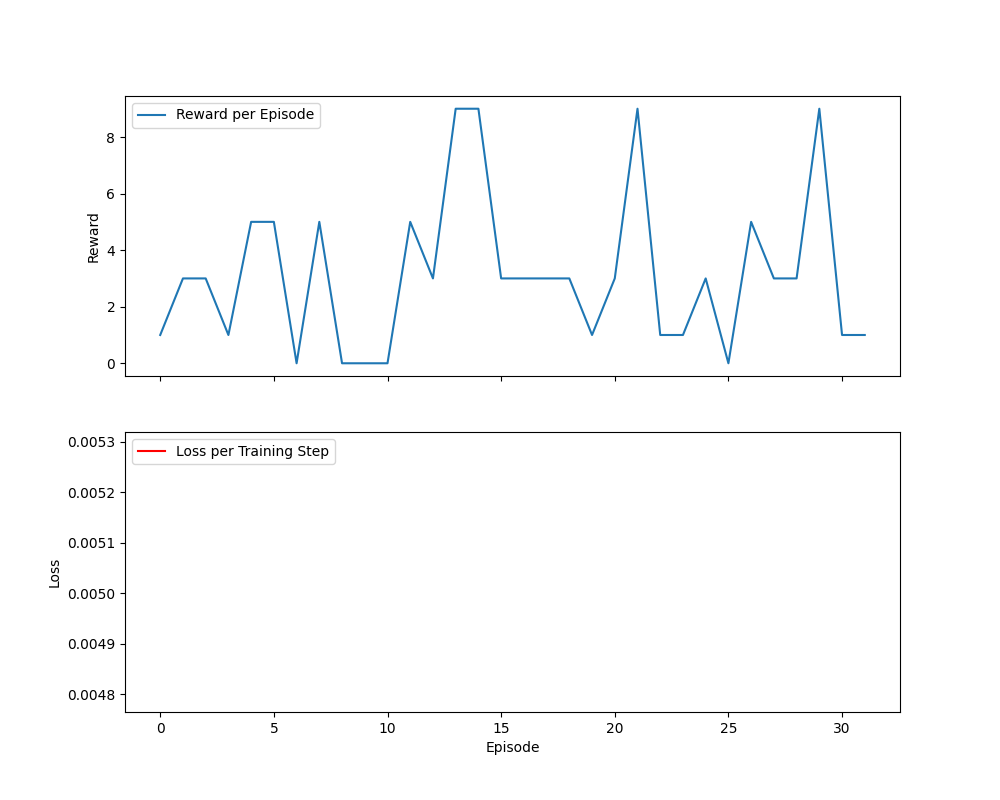 Reward per Episode
8
6
4
2
0
Reward
Loss per Training Step
0.0053
0.0052
0.0051
0.0050
0.0049
0.0048
Loss
0 5 10 15 20 25 30
Episode